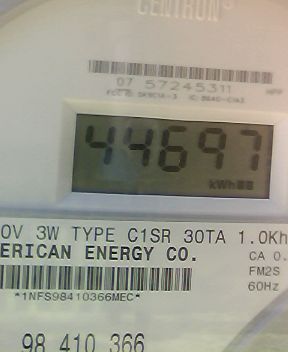 CENTRON®
07 57245311
44697
kWh
0V 3W TYPE C1SR 30TA 1.0Kh
ERICAN ENERGY CO.
CA 0.
FM2S
60Hz
*1NFS98410366MEC*
98 410 366